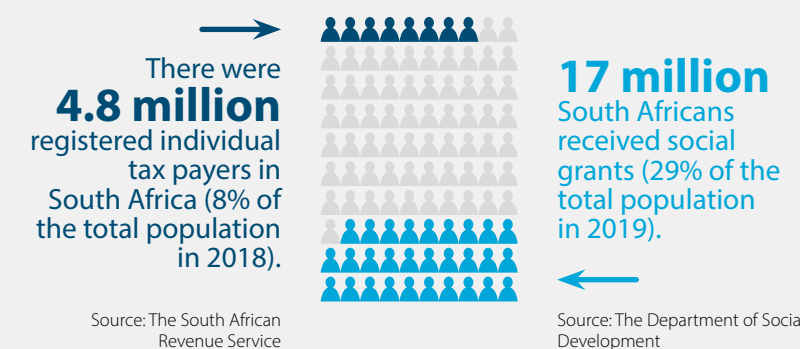 There were
4.8 million
registered individual
tax payers in
South Africa (8% of
the total population
in 2018).
Source: The South African
Revenue Service
17 million
South Africans
received social
grants (29% of the
total population
in 2019).
Source: The Department of Socia
Development